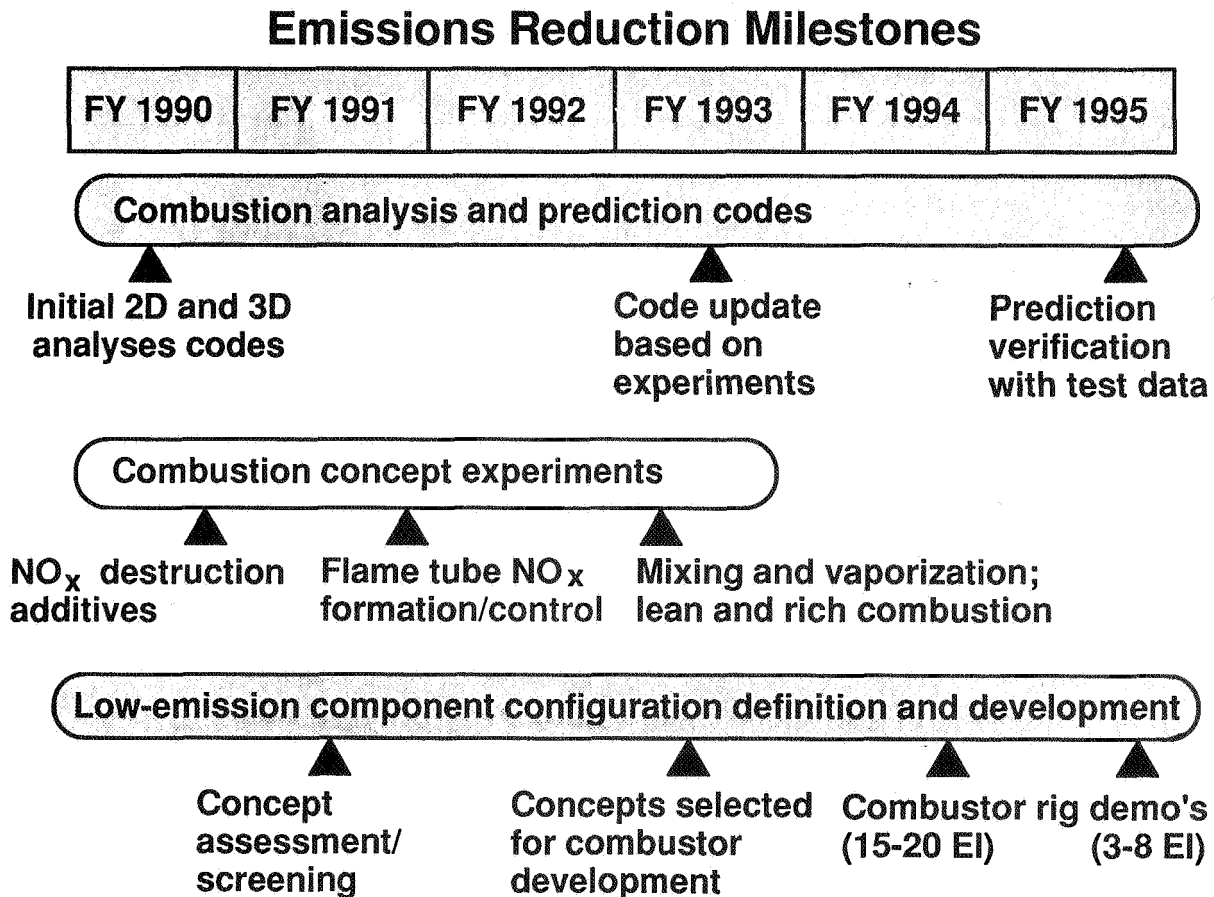 Emissions Reduction Milestones
FY 1990 FY 1991 FY 1992 FY 1993 FY 1994 FY 1995
Combustion analysis and prediction codes
Initial 2D and 3D
analyses codes
Code update
based on
experiments
Prediction
verification
with test data
Combustion concept experiments
NOx destruction
additives
Flame tube NOx
formation/control
Mixing and vaporization;
lean and rich combustion
Low-emission component configuration definition and development
Concept
assessment/
screening
Concepts selected
for combustor
development
Combustor rig demo's
(15-20 EI) (3-8 EI)